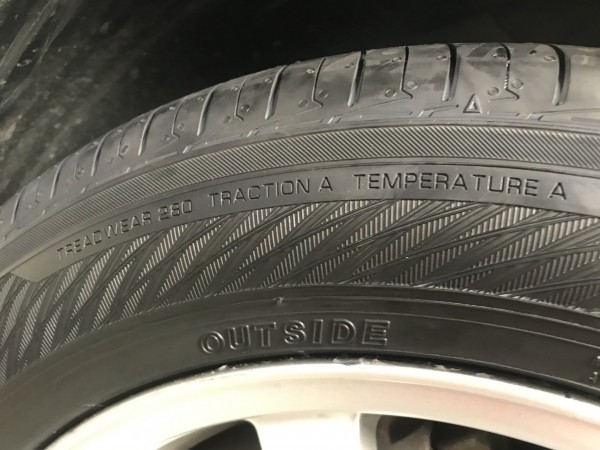 TREADWEAR 280 TRACTION A TEMPERATURE A
OUTSIDE